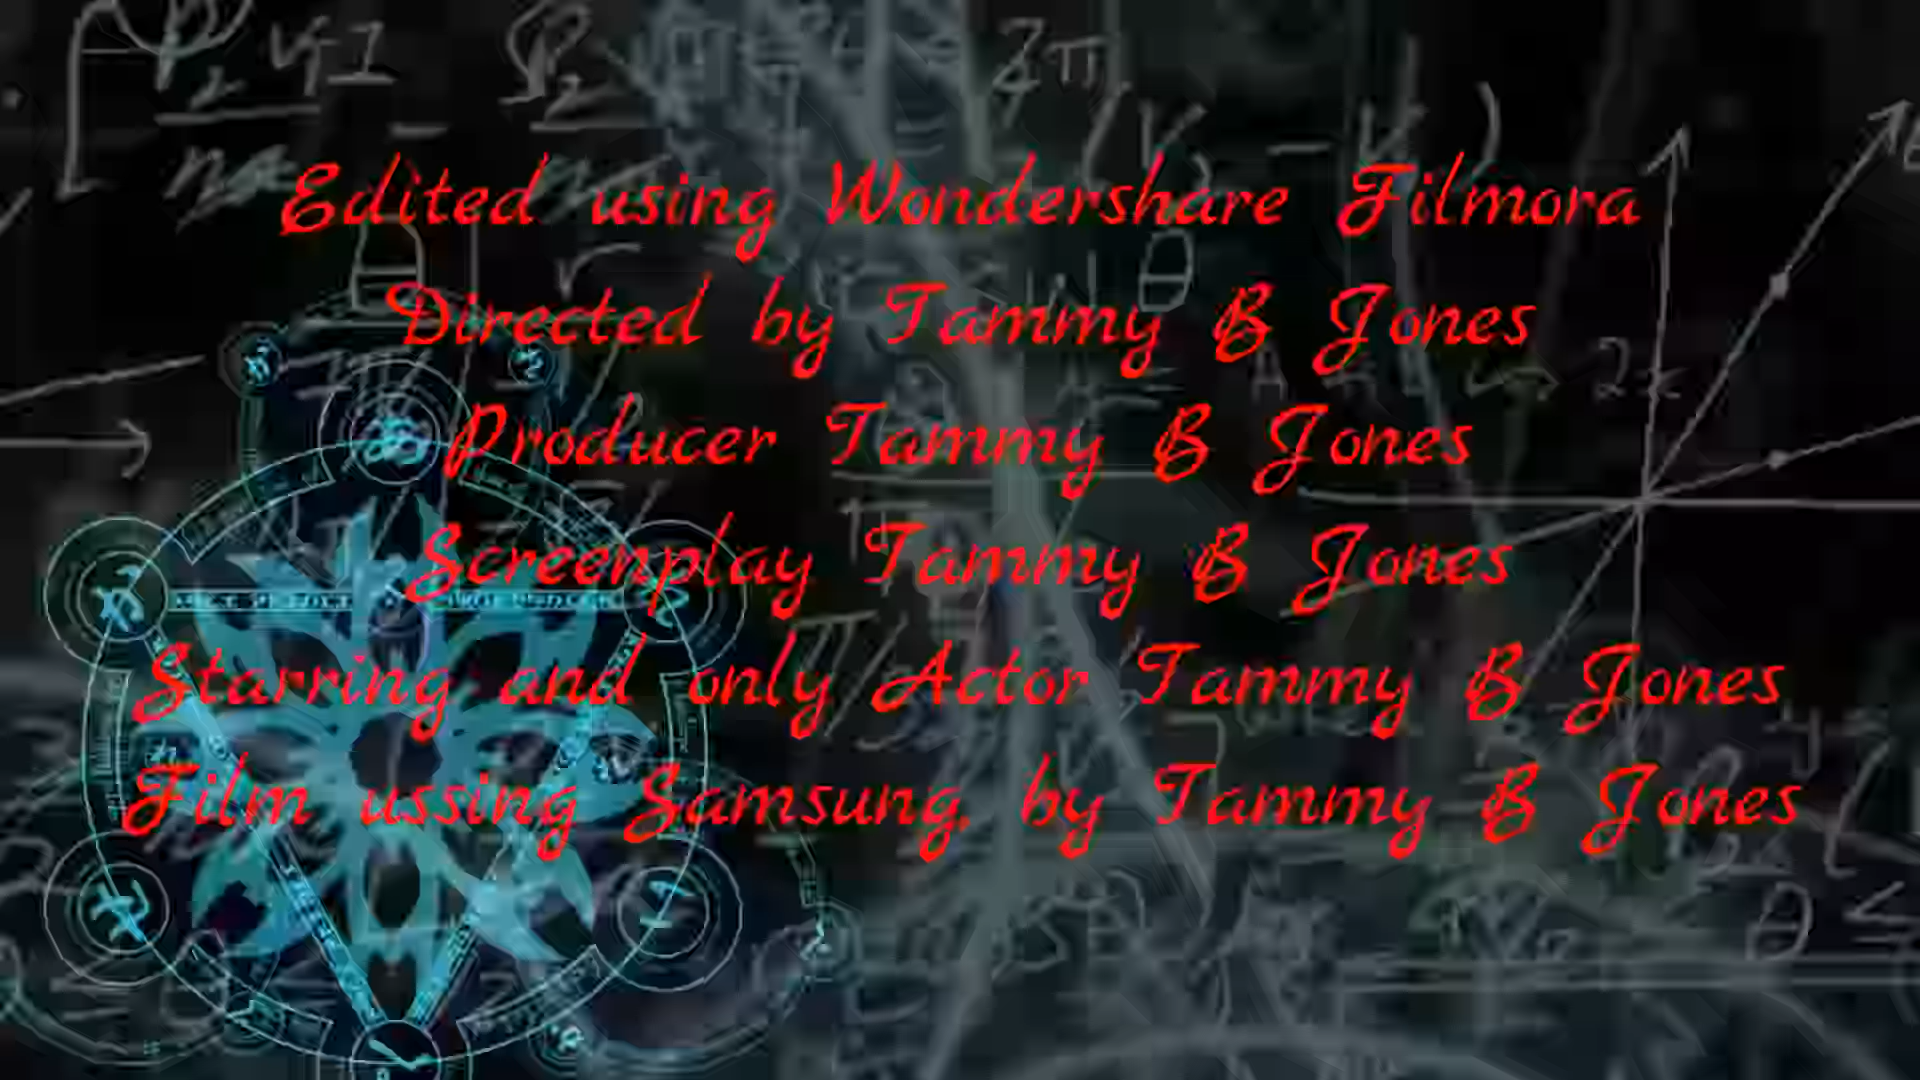 Edited using Wondershare Filmora
Directed by Tammy B Jones
Producer Tammy B Jones
Screenplay Tammy B Jones
Starring and only Actor Tammy B Jones
Film ussing Samsung, by Tammy B Jones